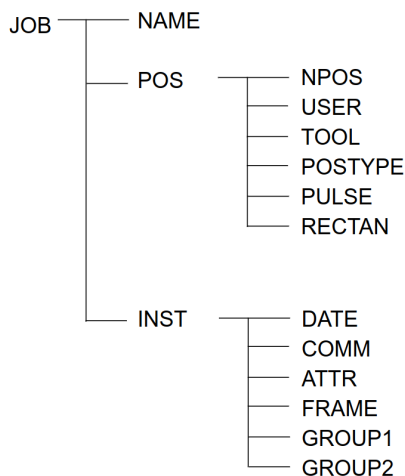 JOB
NAME
POS
NPOS
USER
TOOL
POSTYPE
PULSE
RECTAN
INST
DATE
COMM
ATTR
FRAME
GROUP1
GROUP2